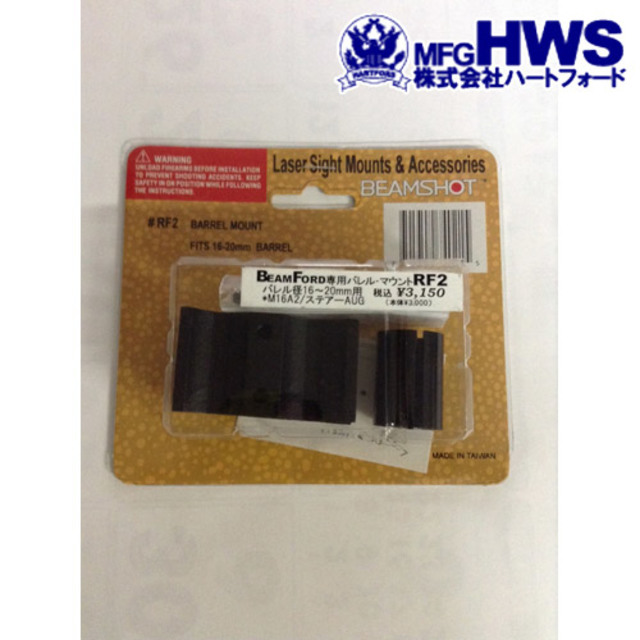 MFG HWS
HARTFORD
株式会社ハートフォード
WARNING
UNLOAD FIREARMS BEFORE INSTALLATION
TO PREVENT SHOOTING ACCIDENTS. KEEP
SAFETY IN ON POSITION WHILE FOLLOWING
THE INSTRUCTIONS.
Laser Sight Mounts & Accessories
BEAMSHOT™
#RF2 BARREL MOUNT
FITS 16-20mm BARREL
5
BEAMFORD専用バレル・マウントRF2
バレル径16～20mm用 税込 ¥3,150
*M16A2/ステアーAUG (本体¥3,000)
MADE IN TAIWAN